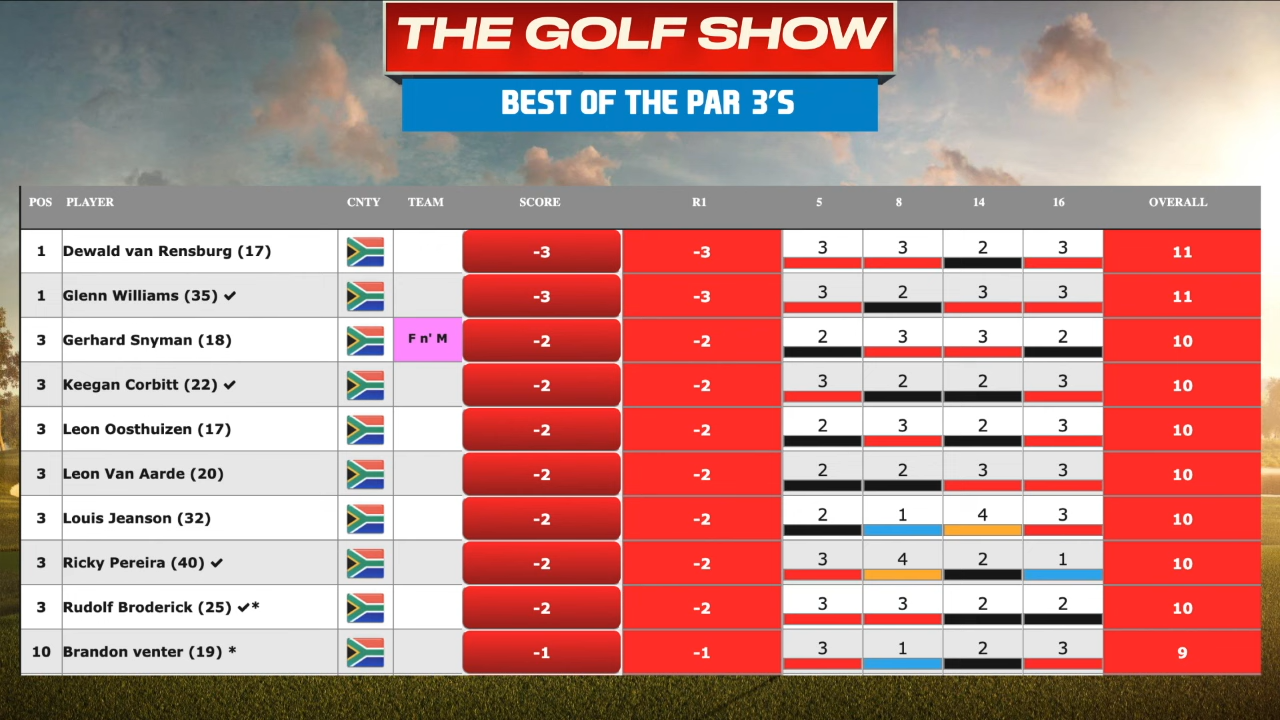 THE GOLF SHOW
BEST OF THE PAR 3'S
POS PLAYER CNTY TEAM SCORE R1 5 8 14 16 OVERALL
1 Dewald van Rensburg (17) -3 -3 3 3 2 3 11
1 Glenn Williams (35) ✔ -3 -3 3 2 3 3 11
3 Gerhard Snyman (18) F n' M -2 -2 2 3 3 2 10
3 Keegan Corbitt (22) ✔ -2 -2 3 2 2 3 10
3 Leon Oosthuizen (17) -2 -2 2 3 2 3 10
3 Leon Van Aarde (20) -2 -2 2 2 3 3 10
3 Louis Jeanson (32) -2 -2 2 1 4 3 10
3 Ricky Pereira (40) ✔ -2 -2 3 4 2 1 10
3 Rudolf Broderick (25) ✔* -2 -2 3 3 2 2 10
10 Brandon venter (19) * -1 -1 3 1 2 3 9